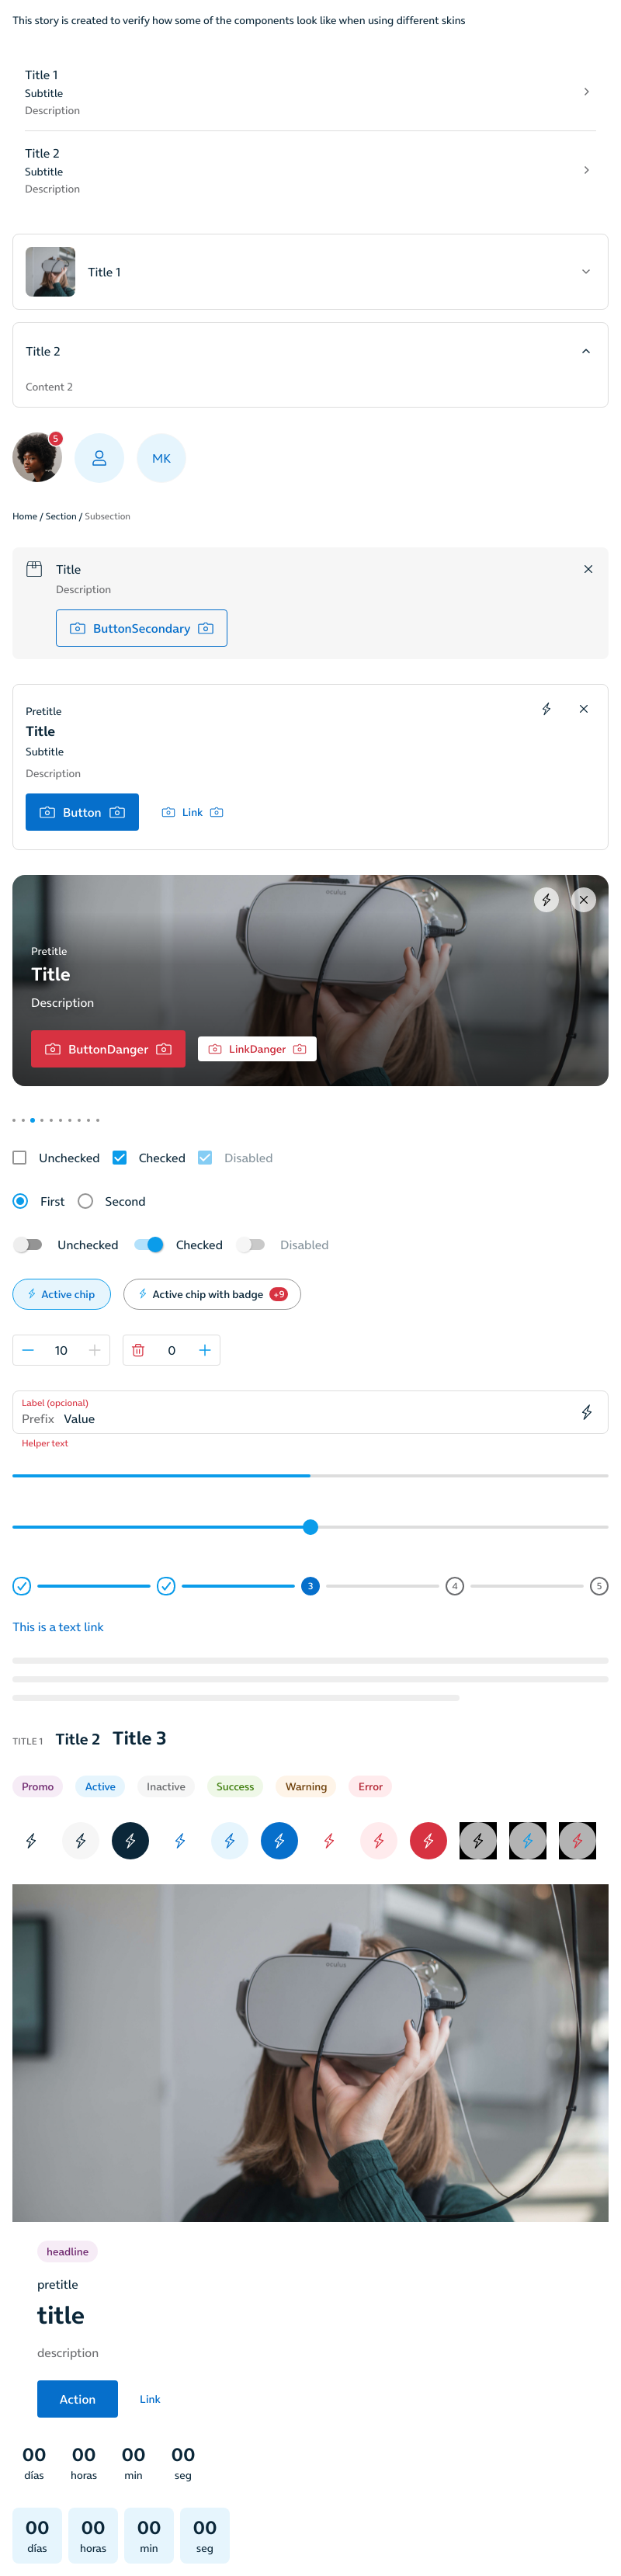 This story is created to verify how some of the components look like when using different skins
Title 1
Subtitle
Description
Title 2
Subtitle
Description
Title 1
Title 2
Content 2
5
MK
Home / Section / Subsection
Title
Description
ButtonSecondary
Pretitle
Title
Subtitle
Description
Button Link
oculus
Pretitle
Title
Description
ButtonDanger LinkDanger
Unchecked Checked Disabled
First Second
Unchecked Checked Disabled
Active chip Active chip with badge +9
10 0
Label (optional)
Prefix Value
Helper text
3 4 5
This is a text link
TITLE 1 Title 2 Title 3
Promo Active Inactive Success Warning Error
oculus
headline
pretitle
title
description
Action Link
00 00 00 00
días horas min seg
00 00 00 00
días horas min seg